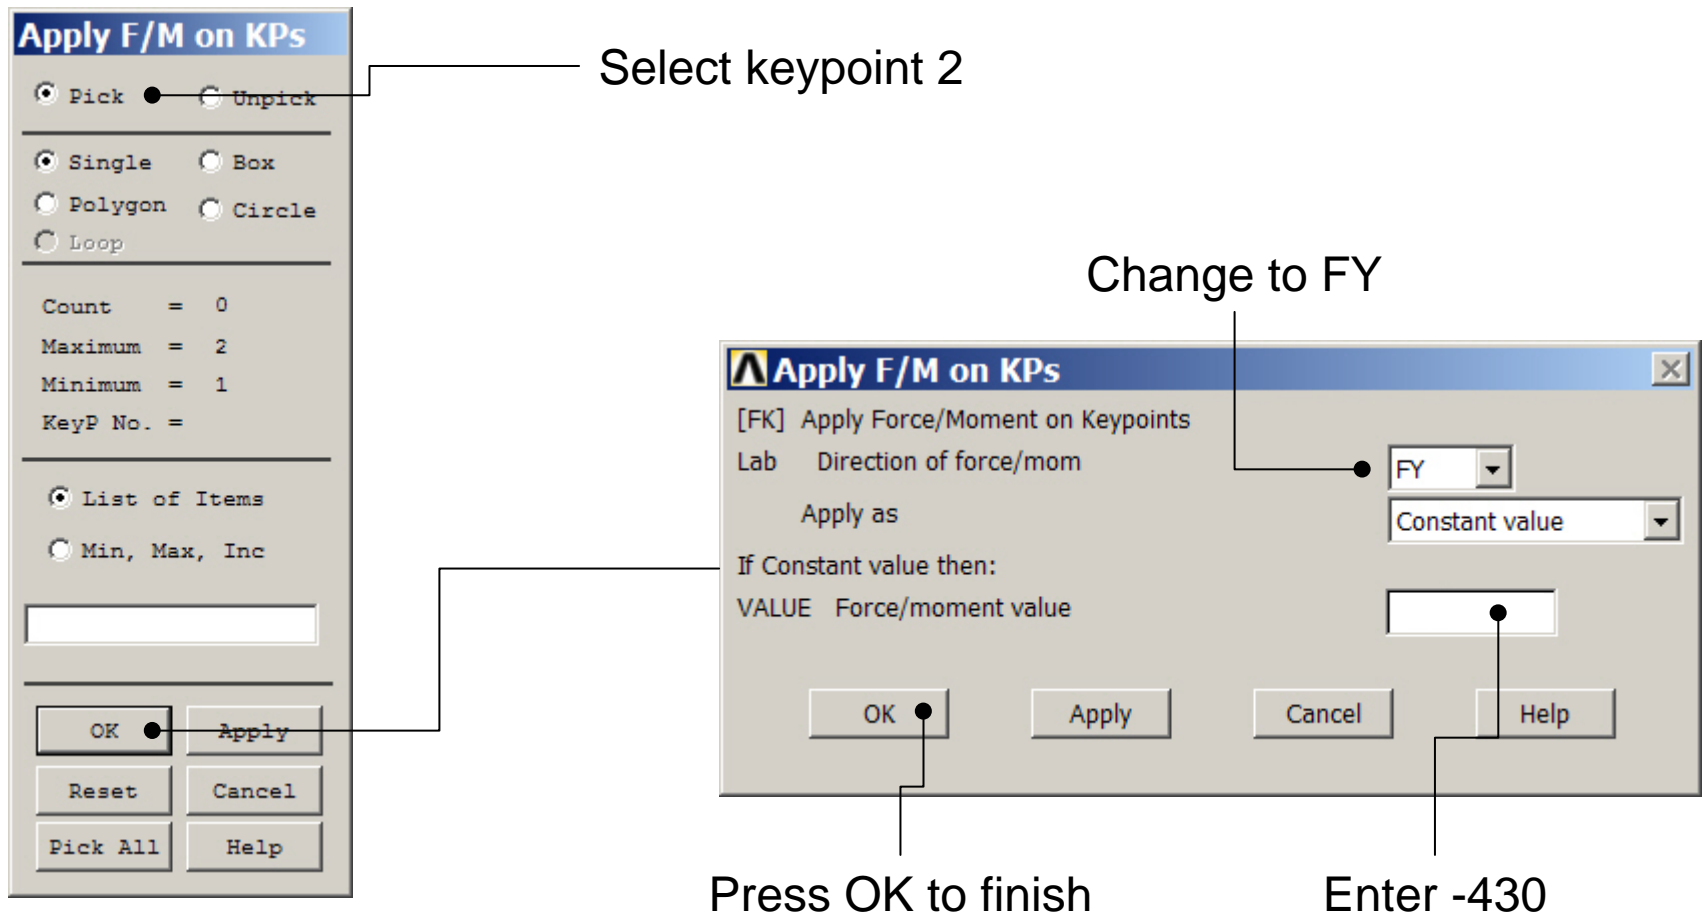 Apply F/M on KPs
Pick Unpick
Single Box
Polygon Circle
Loop
Count = 0
Maximum = 2
Minimum = 1
KeyP No. =
List of Items
Min, Max, Inc
OK Apply
Reset Cancel
Pick All Help
Select keypoint 2
Change to FY
Apply F/M on KPs
[FK] Apply Force/Moment on Keypoints
Lab Direction of force/mom FY
Apply as Constant value
If Constant value then:
VALUE Force/moment value
OK Apply Cancel Help
Press OK to finish Enter -430